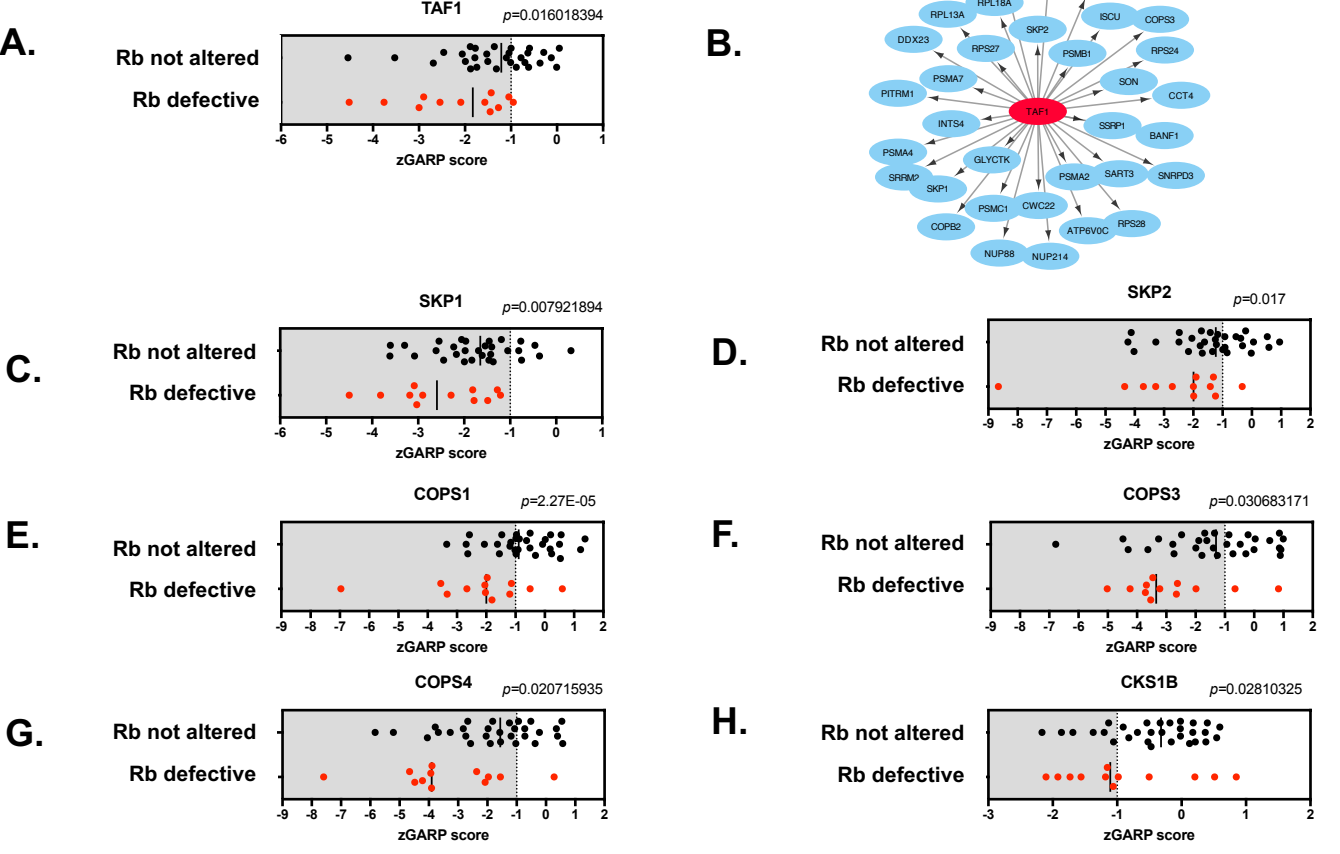 A.
TAF1
p=0.016018394
Rb not altered
Rb defective
-6 -5 -4 -3 -2 -1 0 1
zGARP score
B.
RPL18A
RPL13A
ISCU
COPS3
SKP2
DDX23
RPS27
PSMB1
RPS24
PSMA7
SON
PITRM1
CCT4
TAF1
INTS4
SSRP1
BANF1
PSMA4
GLYCTK
SRRM2
PSMA2
SART3
SNRPD3
SKP1
PSMC1
CWC22
COPB2
ATP6V0C
RPS28
NUP88
NUP214
C.
SKP1
p=0.007921894
Rb not altered
Rb defective
-6 -5 -4 -3 -2 -1 0 1
zGARP score
D.
SKP2
p=0.017
Rb not altered
Rb defective
-9 -8 -7 -6 -5 -4 -3 -2 -1 0 1 2
zGARP score
E.
COPS1
p=2.27E-05
Rb not altered
Rb defective
-9 -8 -7 -6 -5 -4 -3 -2 -1 0 1 2
zGARP score
F.
COPS3
p=0.030683171
Rb not altered
Rb defective
-9 -8 -7 -6 -5 -4 -3 -2 -1 0 1 2
zGARP score
G.
COPS4
p=0.020715935
Rb not altered
Rb defective
-9 -8 -7 -6 -5 -4 -3 -2 -1 0 1 2
zGARP score
H.
CKS1B
p=0.02810325
Rb not altered
Rb defective
-3 -2 -1 0 1 2
zGARP score